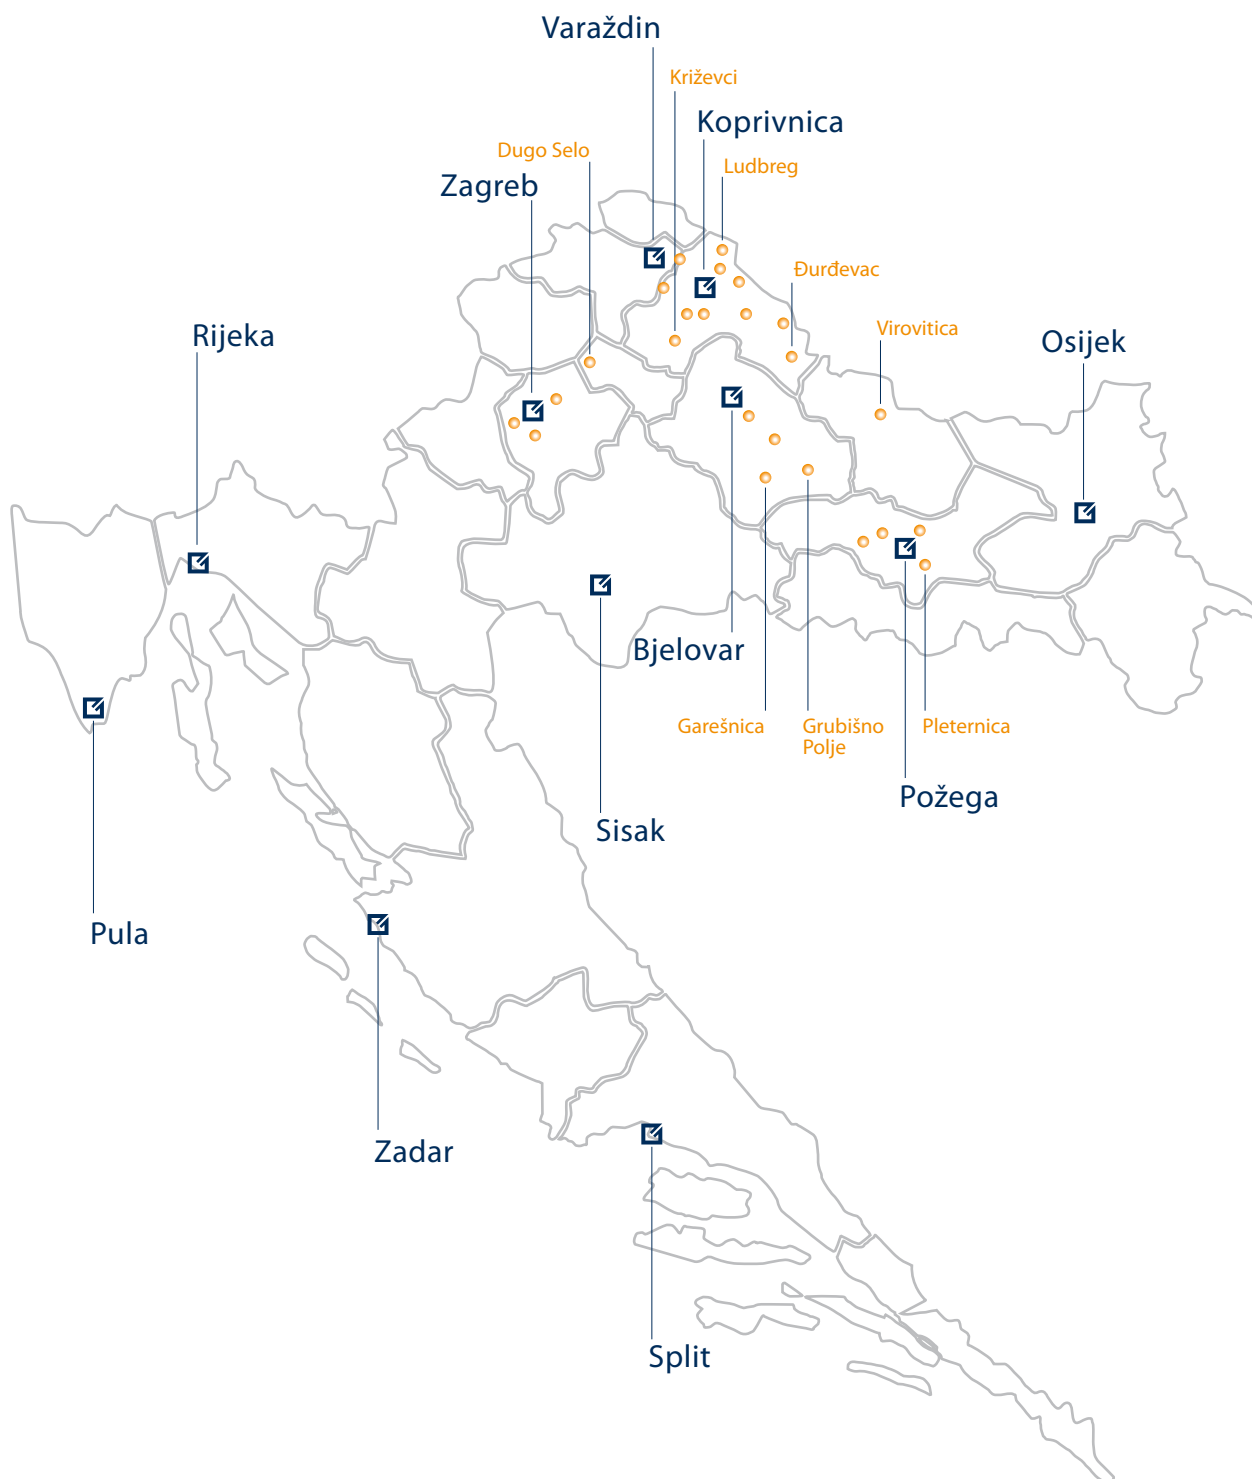 Varaždin
Križevci
Koprivnica
Dugo Selo
Ludbreg
Zagreb
Đurđevac
Virovitica
Rijeka
Osijek
Bjelovar
Garešnica
Grubišno
Polje
Pleternica
Požega
Sisak
Pula
Zadar
Split